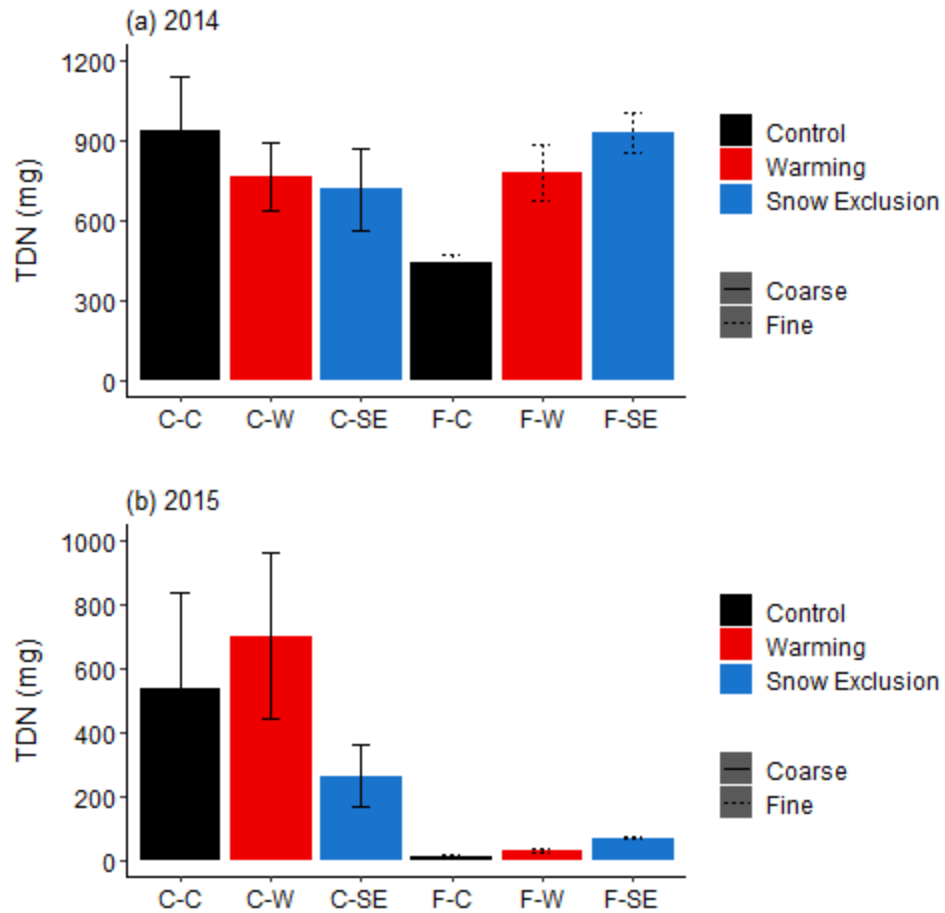 (a) 2014
1200
900
600
300
0
TDN (mg)
C-C C-W C-SE F-C F-W F-SE
Control
Warming
Snow Exclusion
Coarse
Fine
(b) 2015
1000
800
600
400
200
0
TDN (mg)
C-C C-W C-SE F-C F-W F-SE
Control
Warming
Snow Exclusion
Coarse
Fine